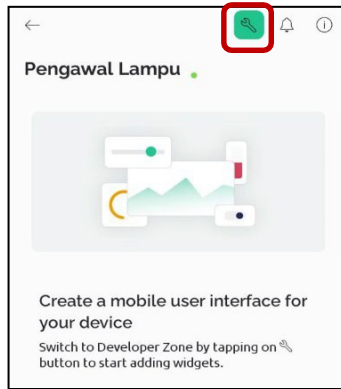 Pengawal Lampu
Create a mobile user interface for
your device
Switch to Developer Zone by tapping on
button to start adding widgets.